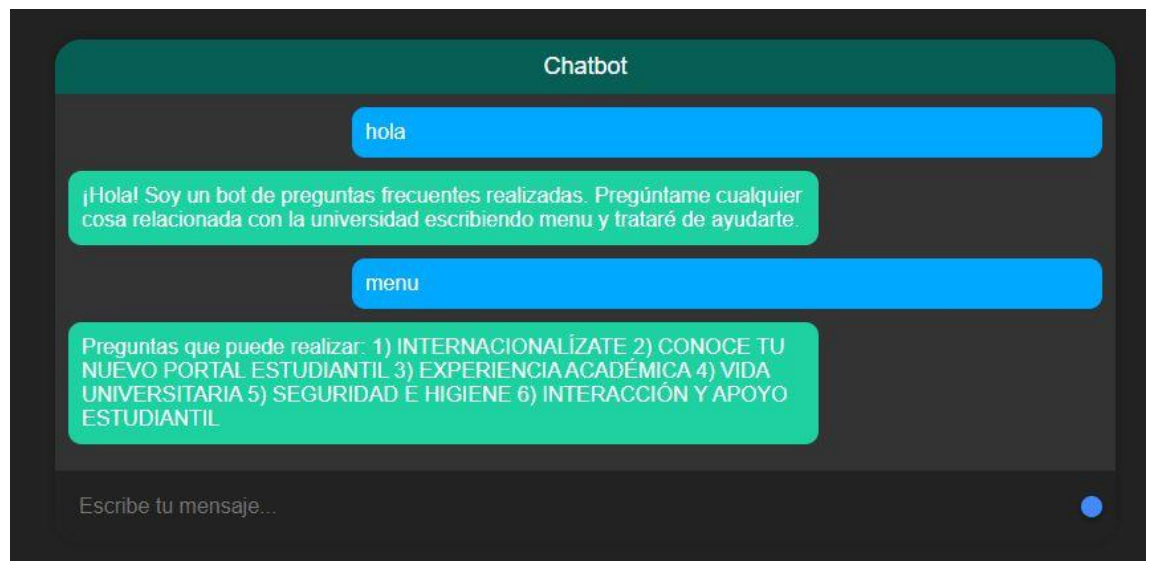 Chatbot
hola
¡Hola! Soy un bot de preguntas frecuentes realizadas. Pregúntame cualquier
cosa relacionada con la universidad escribiendo menu y trataré de ayudarte.
menu
Preguntas que puede realizar: 1) INTERNACIONALÍZATE 2) CONOCE TU
NUEVO PORTAL ESTUDIANTIL 3) EXPERIENCIA ACADÉMICA 4) VIDA
UNIVERSITARIA 5) SEGURIDAD E HIGIENE 6) INTERACCIÓN Y APOYO
ESTUDIANTIL
Escribe tu mensaje...